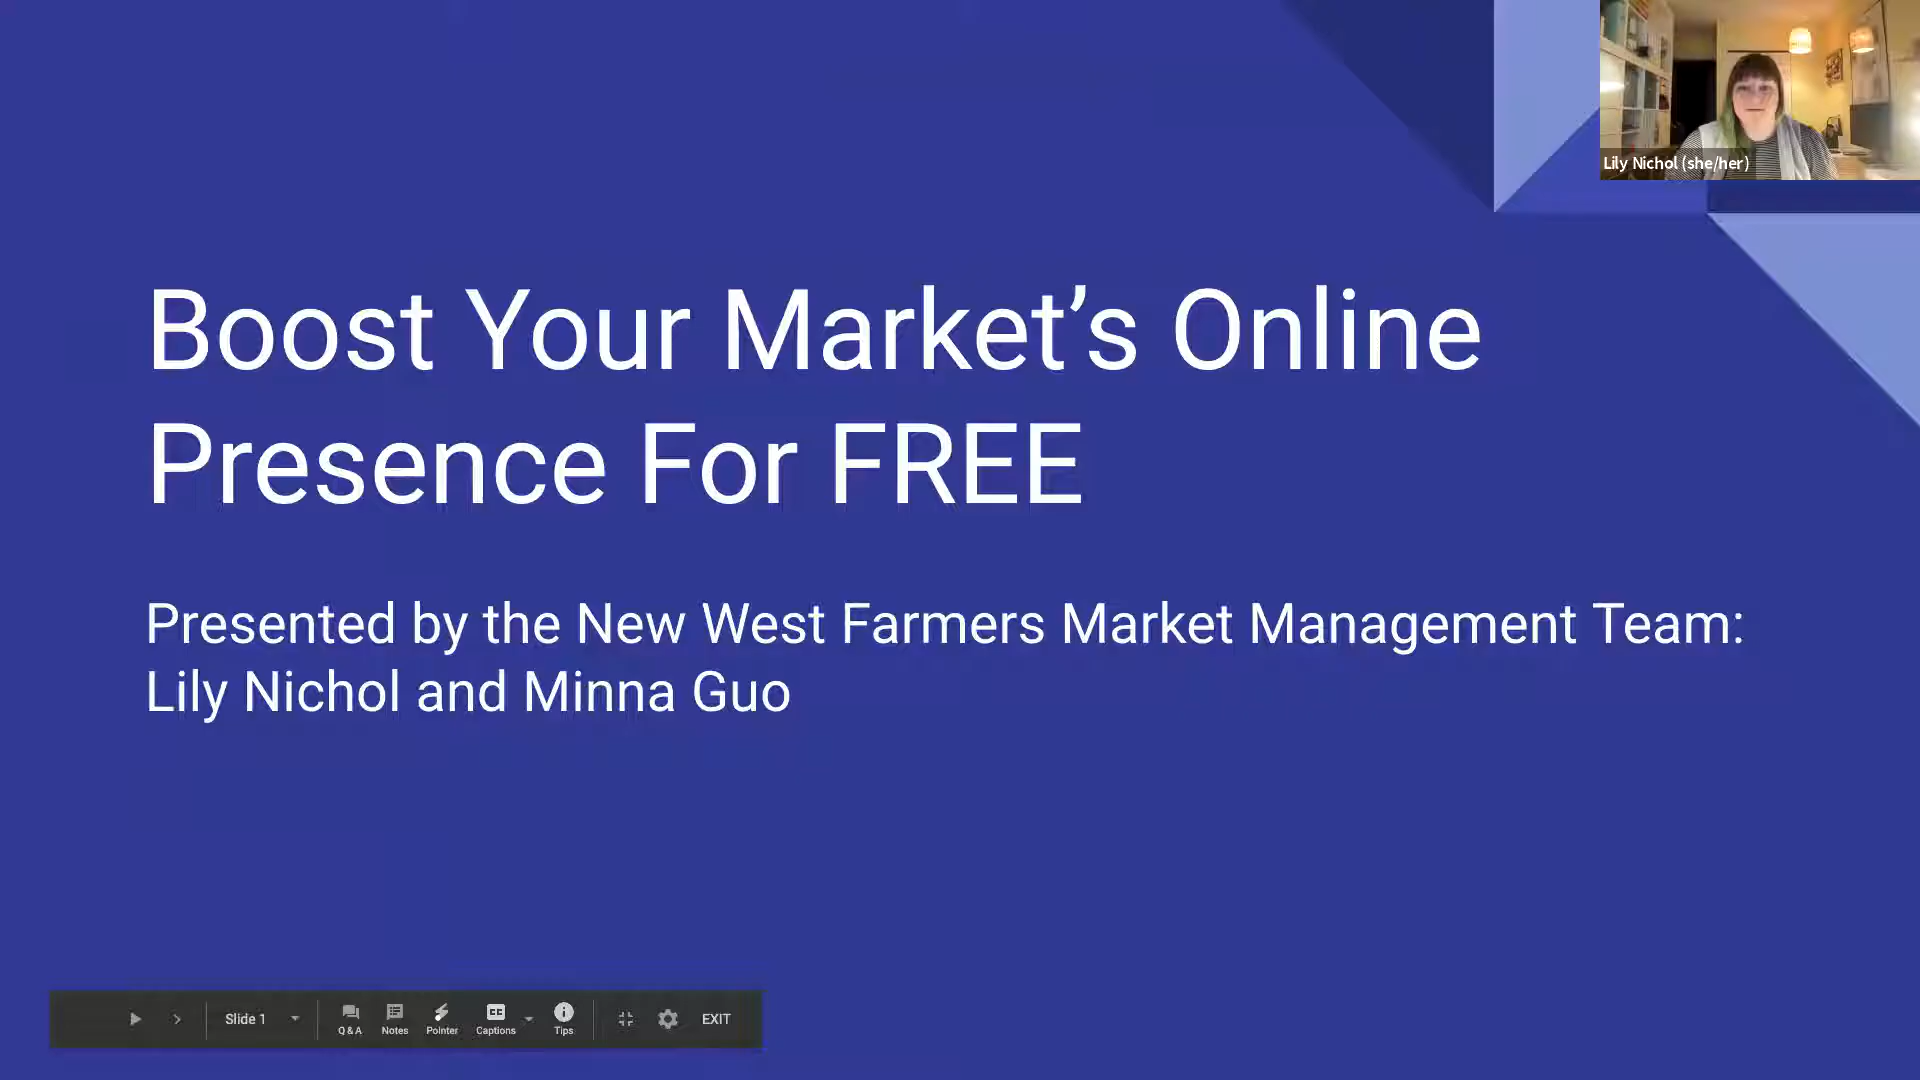 Lily Nichol (she/her)
Boost Your Market’s Online
Presence For FREE
Presented by the New West Farmers Market Management Team:
Lily Nichol and Minna Guo
Slide 1
Q & A
Notes
Pointer
CC
Captions
Tips
EXIT